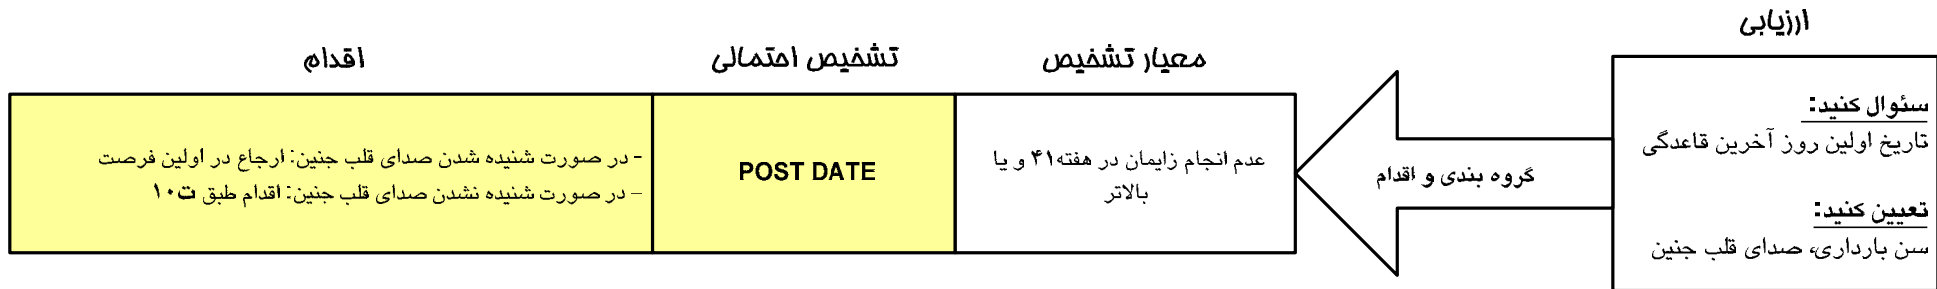 ارزیابی
سئوال کنید:
تاریخ اولین روز آخرین قاعدگی
تعیین کنید:
سن بارداری، صدای قلب جنین
گروه بندی و اقدام
معیار تشخیص
عدم انجام زایمان در هفته۴۱ و یا
بالاتر
تشخیص احتمالی
POST DATE
اقدام
- در صورت شنیده شدن صدای قلب جنین: ارجاع در اولین فرصت
– در صورت شنیده نشدن صدای قلب جنین: اقدام طبق ت۱۰